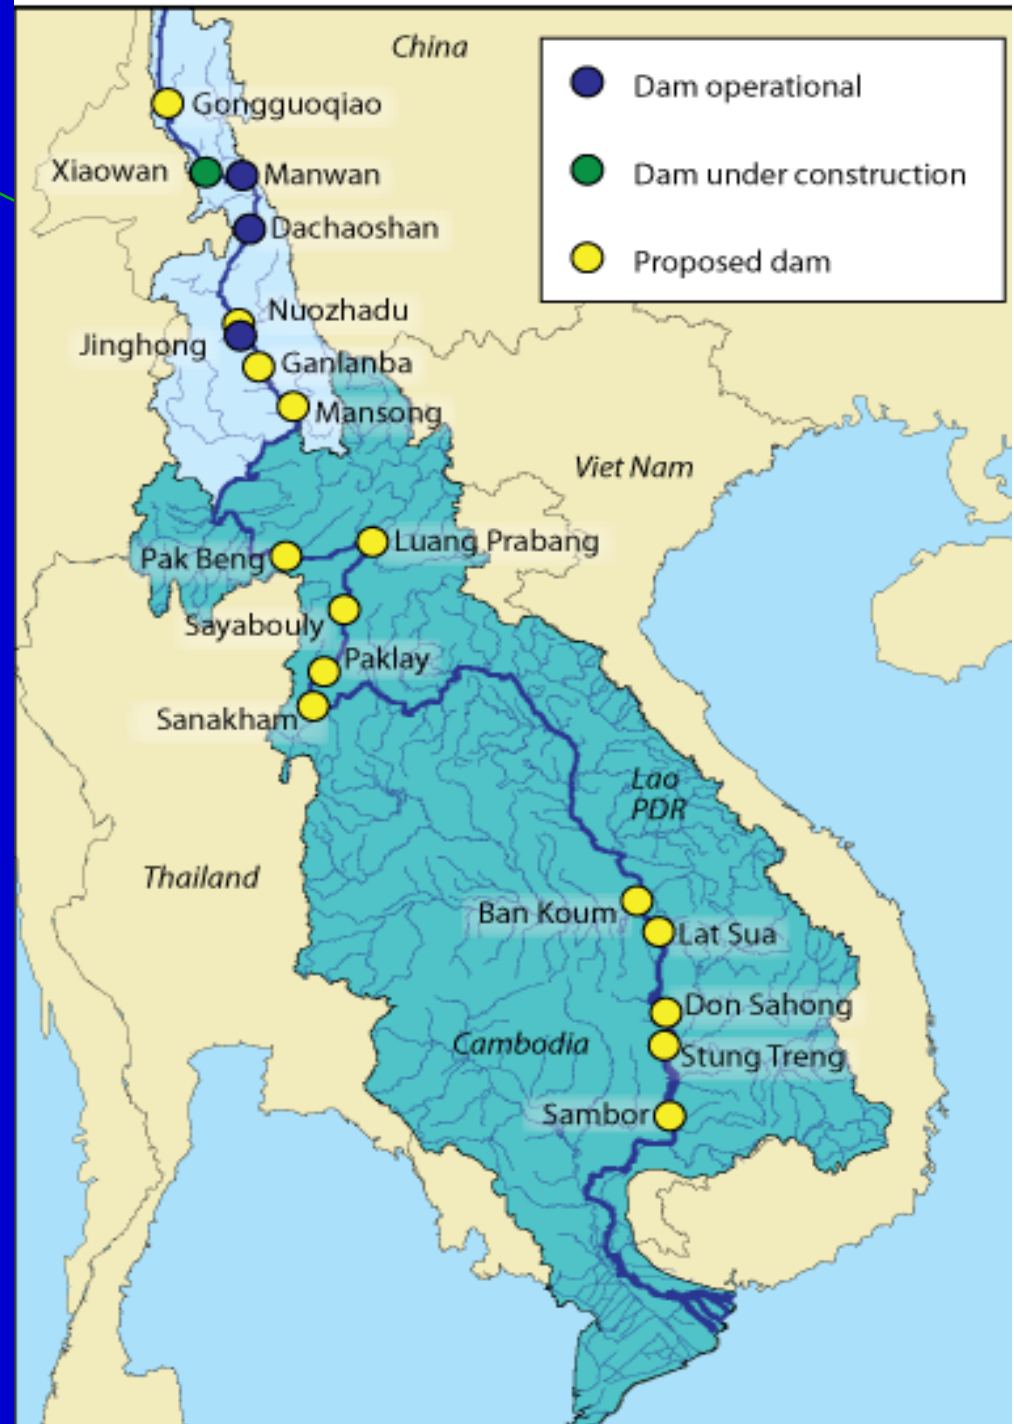 China
Dam operational
Dam under construction
Proposed dam
Gongguoqiao
Xiaowan
Manwan
Dachaoshan
Nuozhadu
Jinghong
Ganlanba
Mansong
Viet Nam
Luang Prabang
Pak Beng
Sayabouly
Paklay
Sanakham
Lao
PDR
Thailand
Ban Koum
Lat Sua
Don Sahong
Cambodia
Stung Treng
Sambor